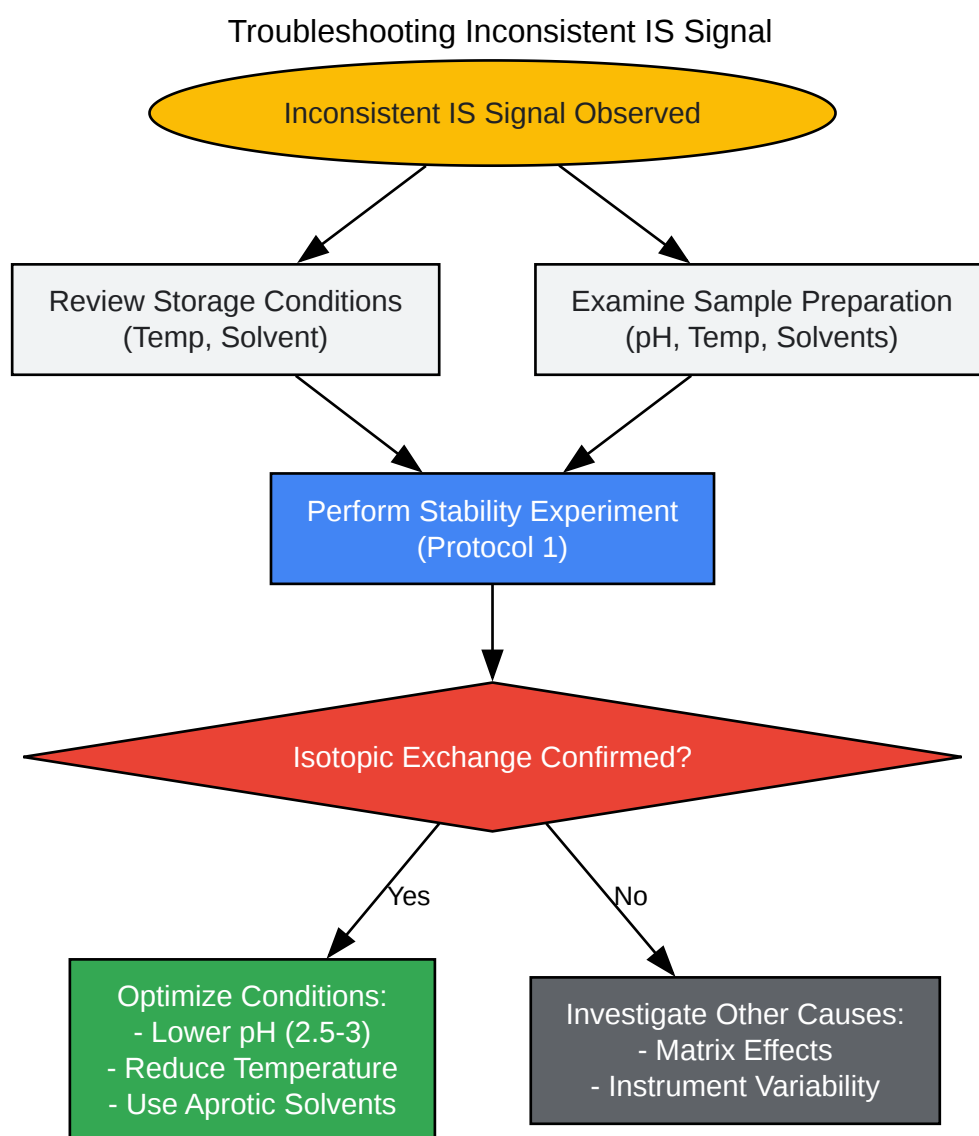 Troubleshooting Inconsistent IS Signal
Inconsistent IS Signal Observed
Review Storage Conditions
(Temp, Solvent)
Examine Sample Preparation
(pH, Temp, Solvents)
Perform Stability Experiment
(Protocol 1)
Isotopic Exchange Confirmed?
Yes
No
Optimize Conditions:
- Lower pH (2.5-3)
- Reduce Temperature
- Use Aprotic Solvents
Investigate Other Causes:
- Matrix Effects
- Instrument Variability